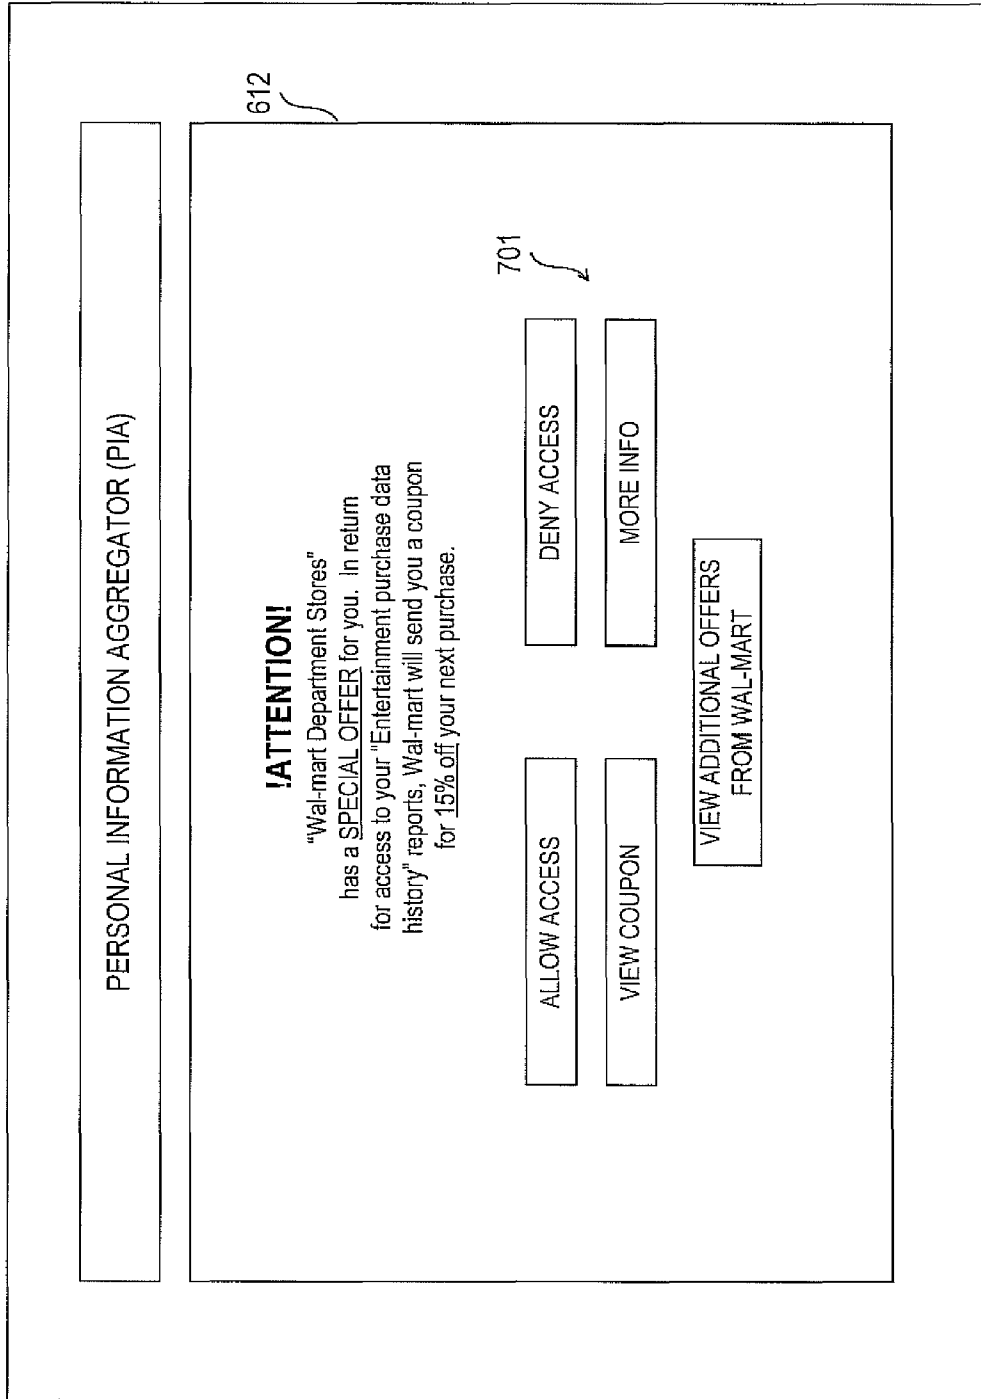 PERSONAL INFORMATION AGGREGATOR (PIA)
612
!ATTENTION!
"Wal-mart Department Stores"
has a SPECIAL OFFER for you. In return
for access to your "Entertainment purchase data
history" reports, Wal-mart will send you a coupon
for 15% off your next purchase.
701
ALLOW ACCESS
DENY ACCESS
VIEW COUPON
MORE INFO
VIEW ADDITIONAL OFFERS
FROM WAL-MART